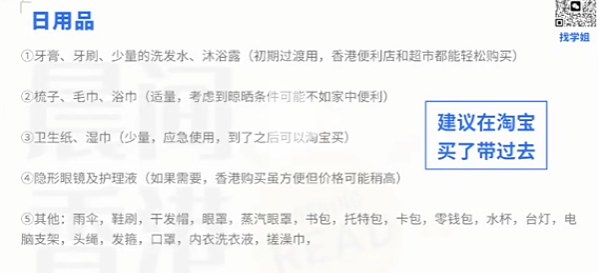 日用品
找学姐
①牙膏、牙刷、少量的洗发水、沐浴露（初期过渡用，香港便利店和超市都能轻松购买）
②梳子、毛巾、浴巾（适量，考虑到晾晒条件可能不如家中便利）
③卫生纸、湿巾（少量，应急使用，到了之后可以淘宝买）
建议在淘宝
买了带过去
④隐形眼镜及护理液（如果需要，香港购买虽方便但价格可能稍高）
⑤其他：雨伞，鞋刷，干发帽，眼罩，蒸汽眼罩，书包，托特包，卡包，零钱包，水杯，台灯，电
脑支架，头绳，发箍，口罩，内衣洗衣液，搓澡巾，